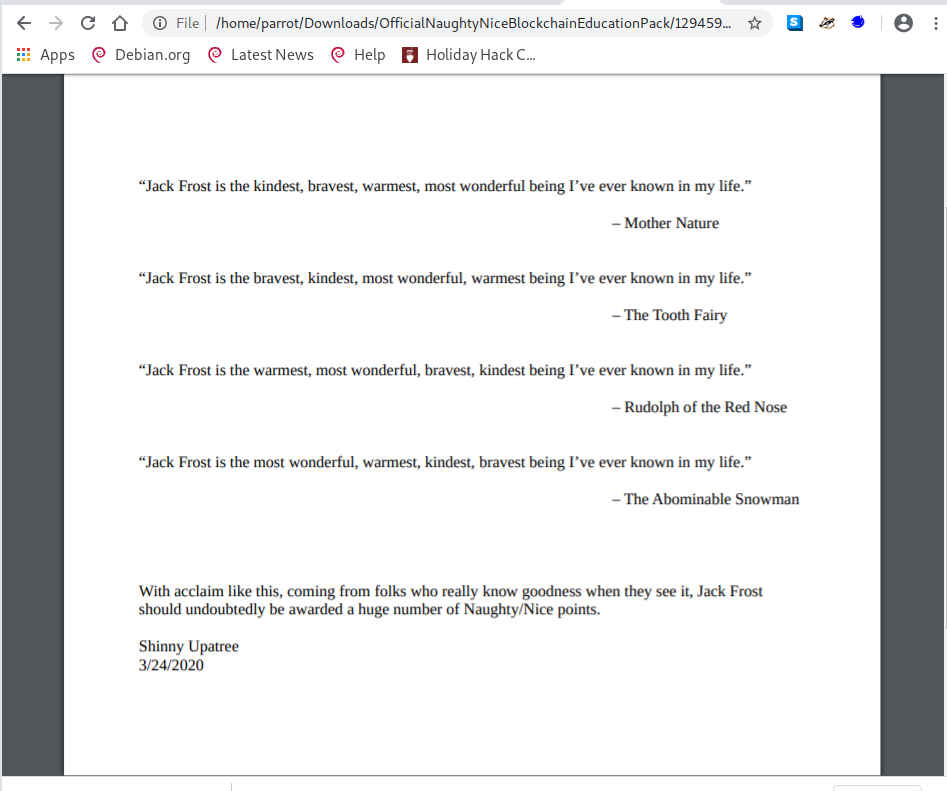 File /home/parrot/Downloads/OfficialNaughtyNiceBlockchainEducationPack/129459...
Apps Debian.org Latest News Help Holiday Hack C...
“Jack Frost is the kindest, bravest, warmest, most wonderful being I’ve ever known in my life.”
– Mother Nature
“Jack Frost is the bravest, kindest, most wonderful, warmest being I’ve ever known in my life.”
– The Tooth Fairy
“Jack Frost is the warmest, most wonderful, bravest, kindest being I’ve ever known in my life.”
– Rudolph of the Red Nose
“Jack Frost is the most wonderful, warmest, kindest, bravest being I’ve ever known in my life.”
– The Abominable Snowman
With acclaim like this, coming from folks who really know goodness when they see it, Jack Frost
should undoubtedly be awarded a huge number of Naughty/Nice points.
Shinny Upatree
3/24/2020